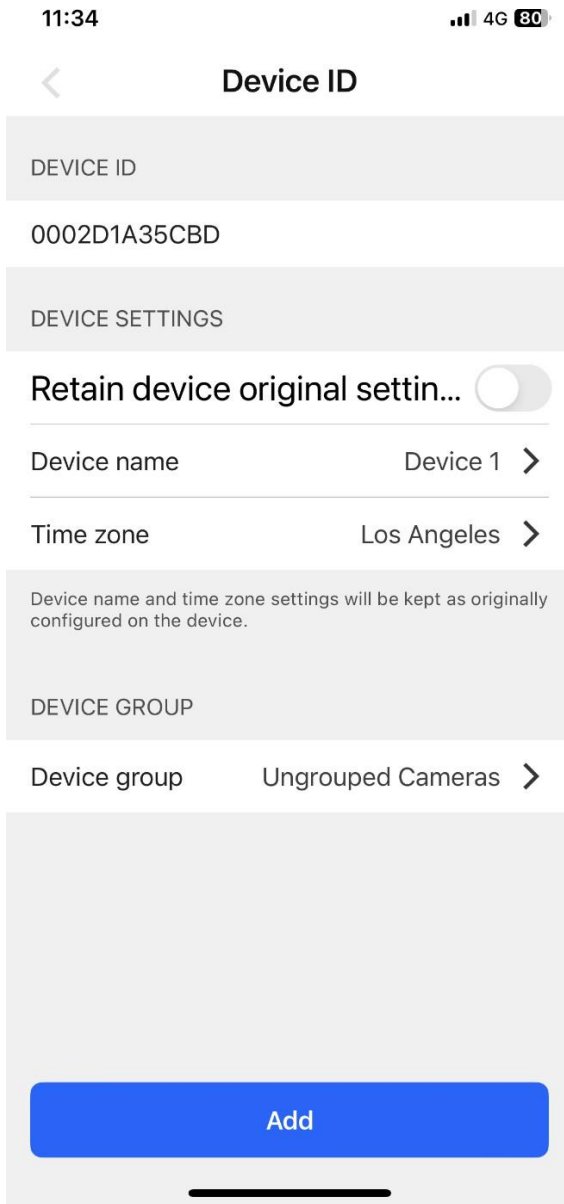 11:34 4G 80
Device ID
DEVICE ID
0002D1A35CBD
DEVICE SETTINGS
Retain device original settin...
Device name Device 1
Time zone Los Angeles
Device name and time zone settings will be kept as originally
configured on the device.
DEVICE GROUP
Device group Ungrouped Cameras
Add